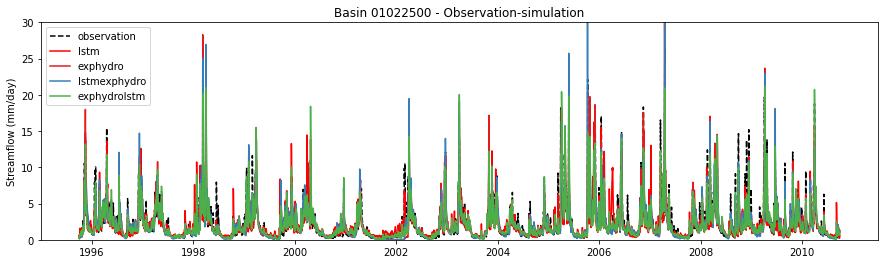 Basin 01022500 - Observation-simulation
Streamflow (mm/day)
30
25
20
15
10
5
0
observation
lstm
exphydro
lstmexphydro
exphydrolstm
1996
1998
2000
2002
2004
2006
2008
2010